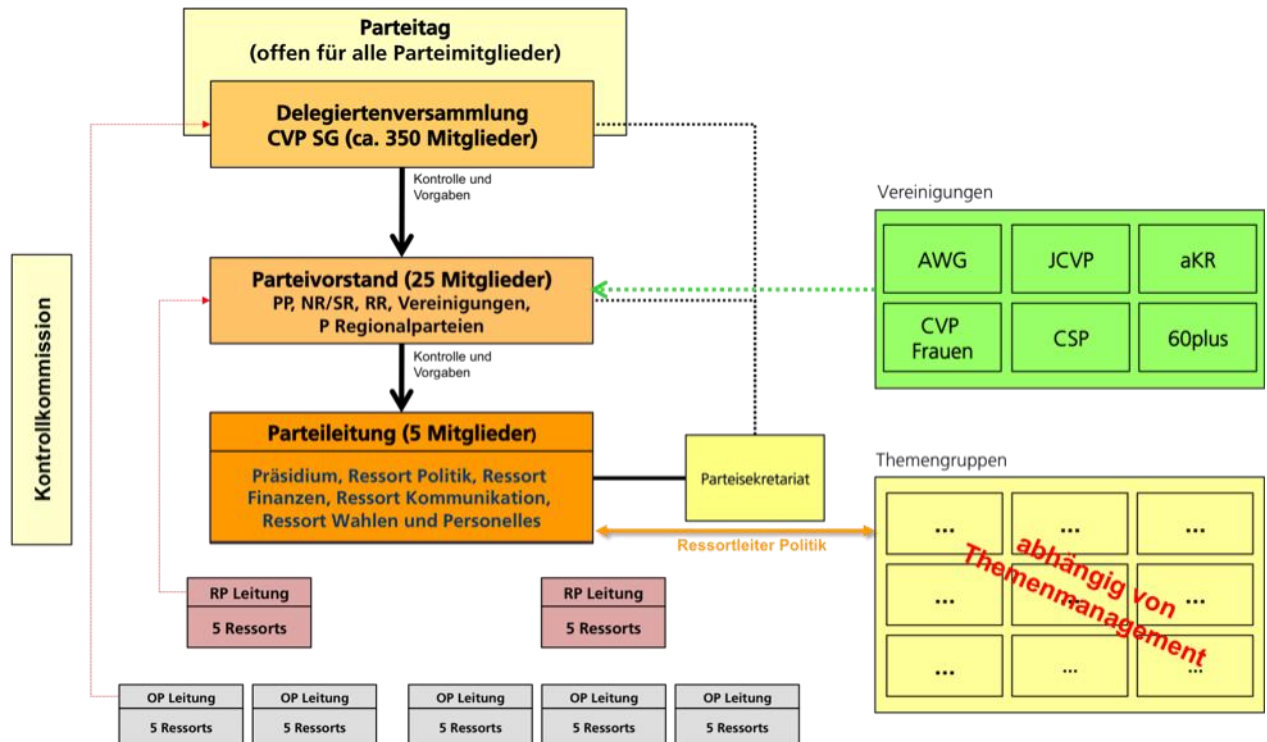 Parteitag
(offen für alle Parteimitglieder)
Delegiertenversammlung
CVP SG (ca. 350 Mitglieder)
Kontrolle und
Vorgaben
Parteivorstand (25 Mitglieder)
PP, NR/SR, RR, Vereinigungen,
P Regionalparteien
Kontrolle und
Vorgaben
Parteileitung (5 Mitglieder)
Präsidium, Ressort Politik, Ressort
Finanzen, Ressort Kommunikation,
Ressort Wahlen und Personelles
Kontrollkommission
Parteisekretariat
Ressortleiter Politik
Vereinigungen
AWG
JCVP
aKR
CVP
Frauen
CSP
60plus
Themengruppen
... ... ...
... ... ...
... ... ...
abhängig von
Themenmanagement
RP Leitung
5 Ressorts
RP Leitung
5 Ressorts
OP Leitung
5 Ressorts
OP Leitung
5 Ressorts
OP Leitung
5 Ressorts
OP Leitung
5 Ressorts
OP Leitung
5 Ressorts